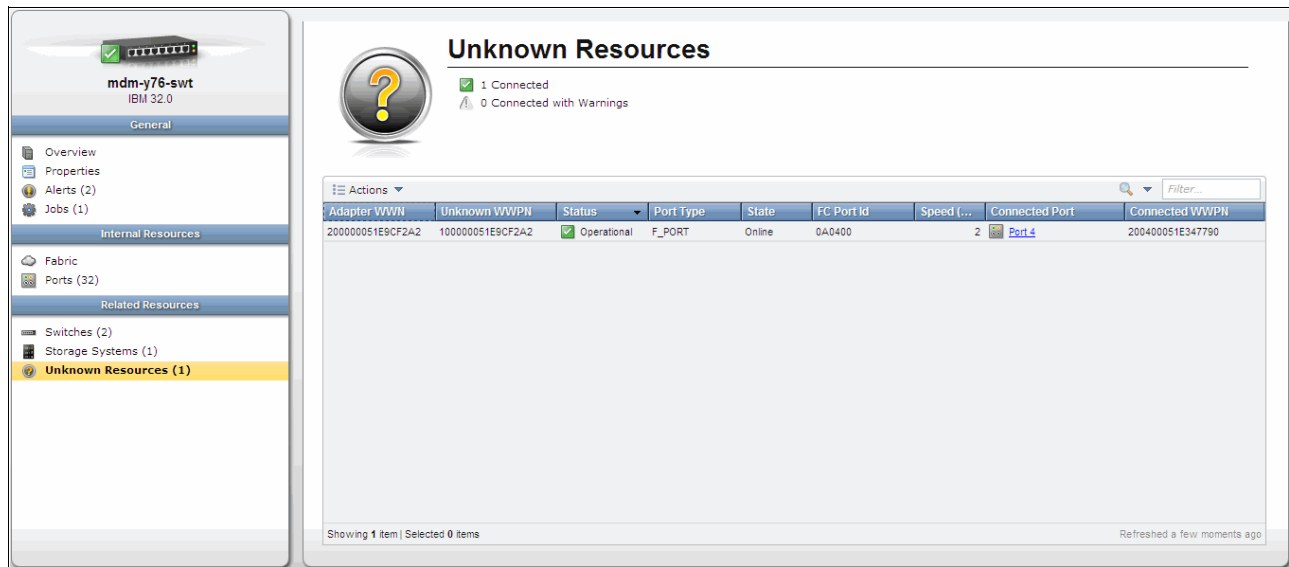 mdm-y76-swt
IBM 32.0
General
Overview
Properties
Alerts (2)
Jobs (1)
Internal Resources
Fabric
Ports (32)
Related Resources
Switches (2)
Storage Systems (1)
Unknown Resources (1)
Unknown Resources
1 Connected
0 Connected with Warnings
Actions Filter...
Adapter WWN Unknown WWPN Status Port Type State FC Port Id Speed (... Connected Port Connected WWPN
200000051E9CF2A2 100000051E9CF2A2 Operational F_PORT Online 0A0400 2 Port 4 200400051E347790
Showing 1 item | Selected 0 items Refreshed a few moments ago